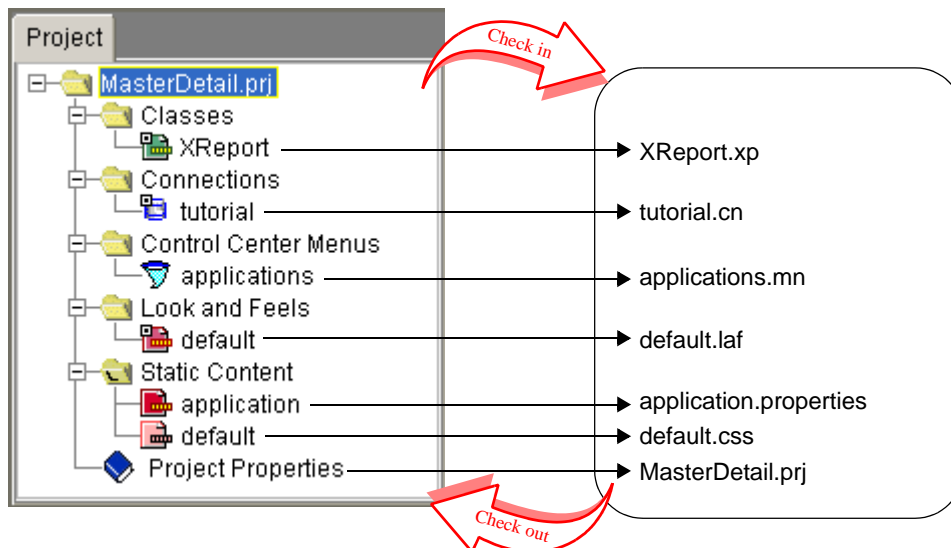 Project
Check in
MasterDetail.prj
Classes
XReport
XReport.xp
Connections
tutorial
tutorial.cn
Control Center Menus
applications
applications.mn
Look and Feels
default
default.laf
Static Content
application
application.properties
default
default.css
Project Properties
MasterDetail.prj
Check out